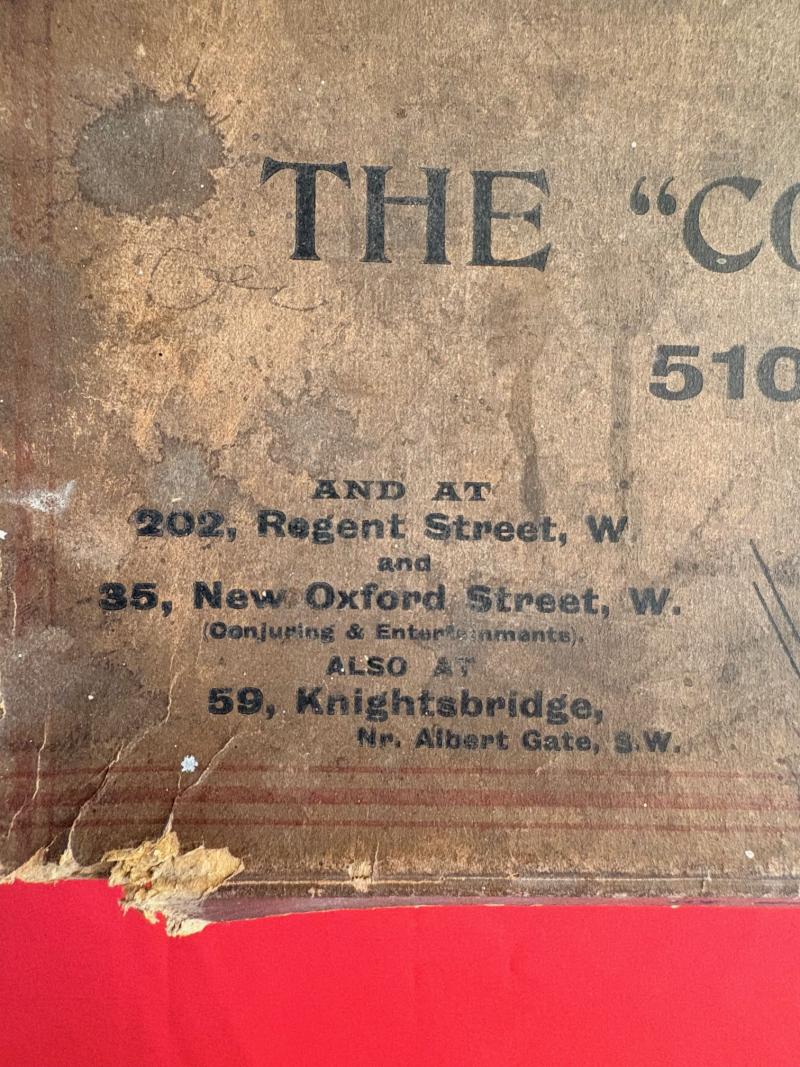 THE “CO
510
AND AT
202, Regent Street, W.
and
35, New Oxford Street, W.
(Conjuring & Entertainments).
ALSO AT
59, Knightsbridge,
Nr. Albert Gate, S.W.